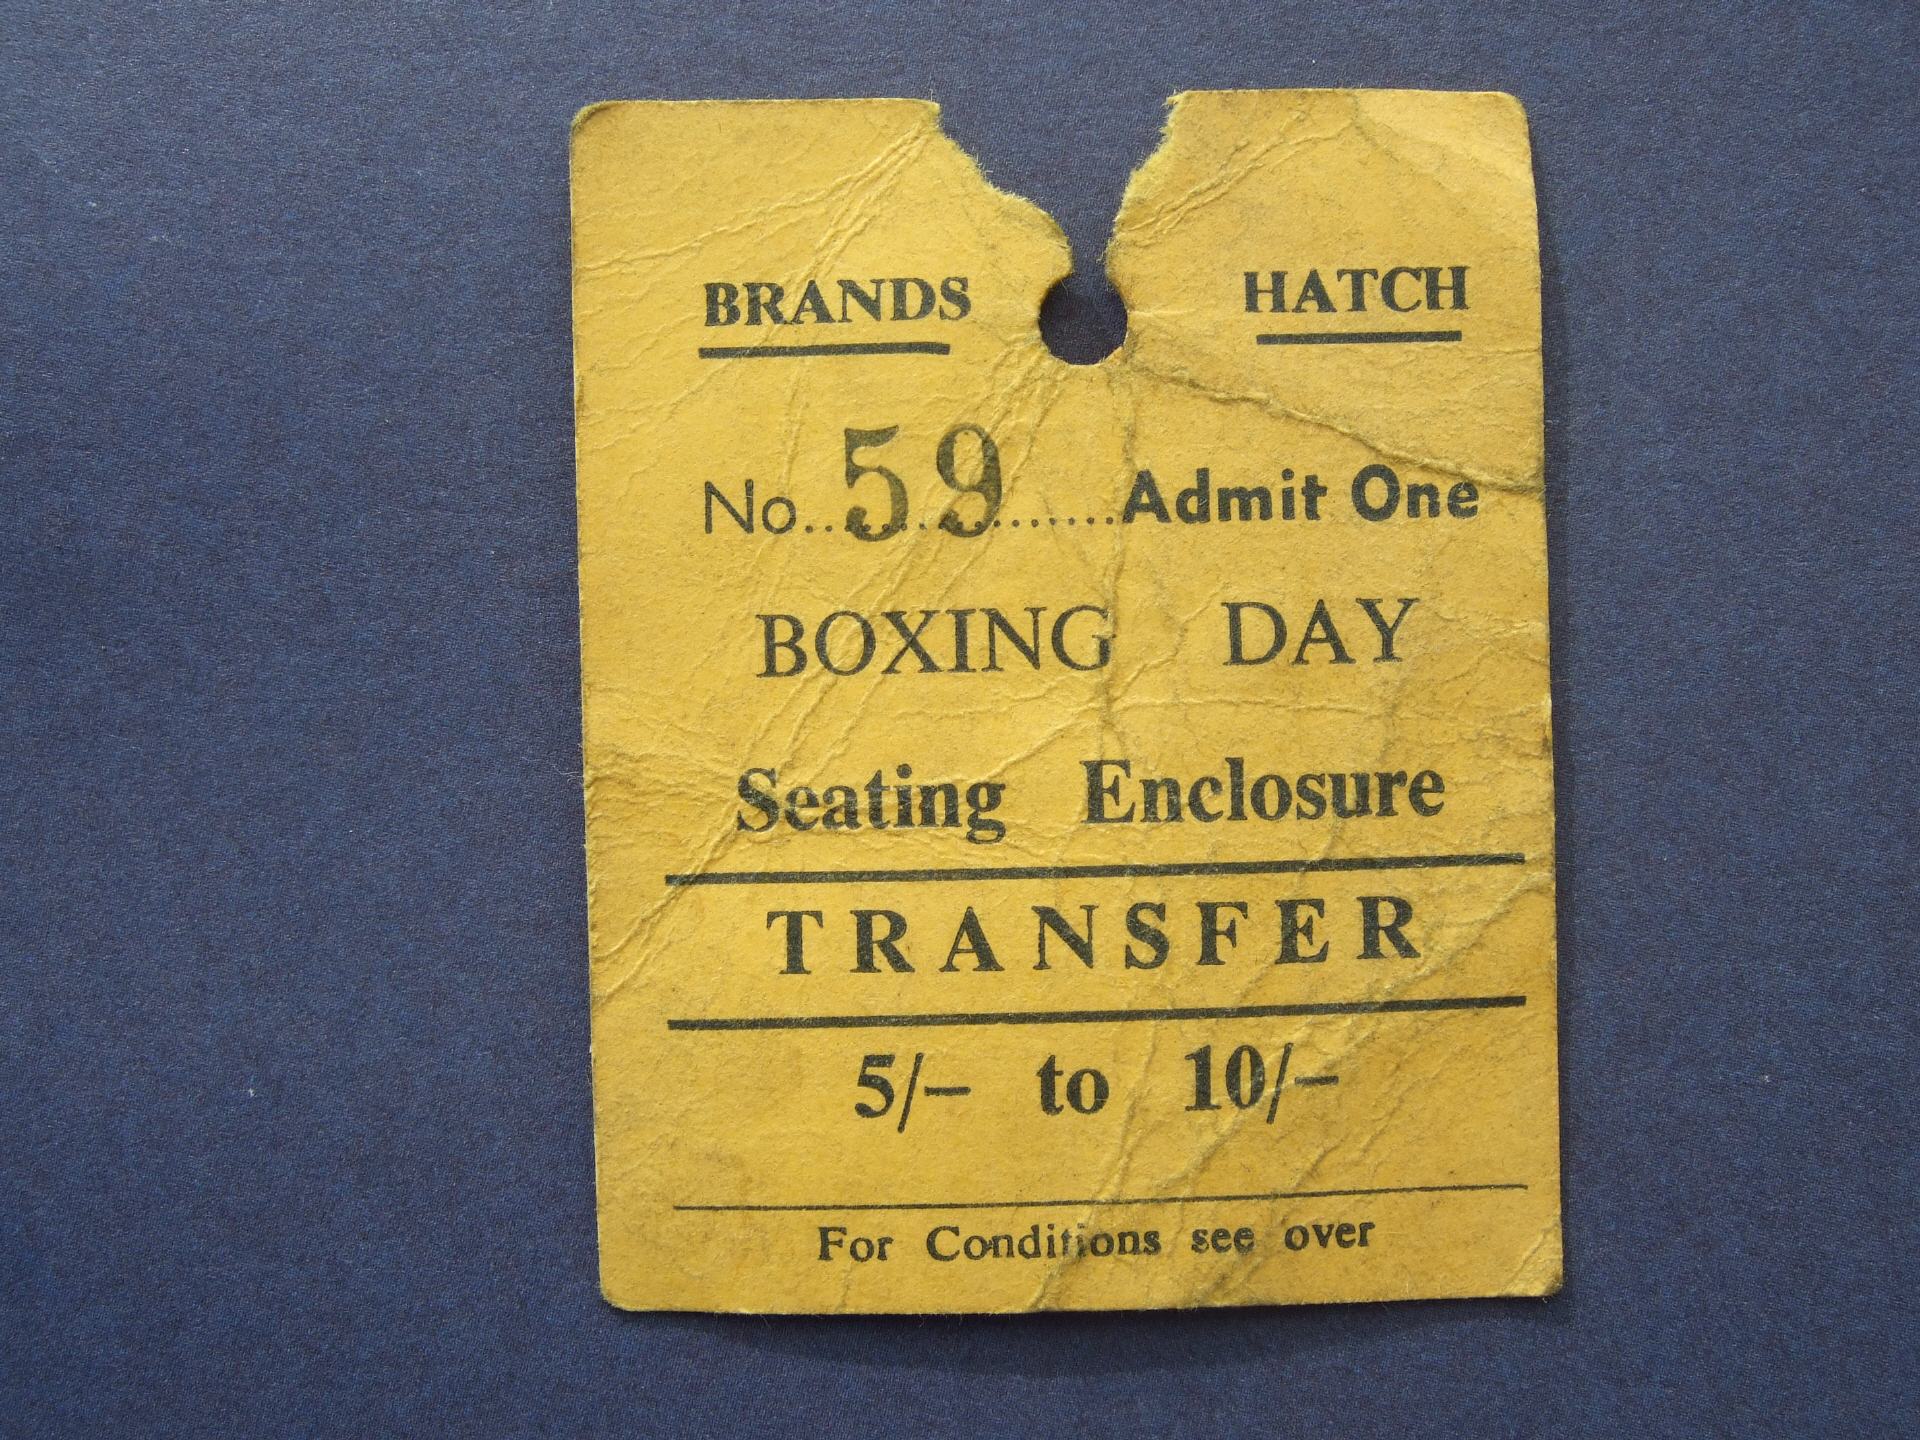 BRANDS HATCH
No. 59 Admit One
BOXING DAY
Seating Enclosure
TRANSFER
5/- to 10/-
For Conditions see over